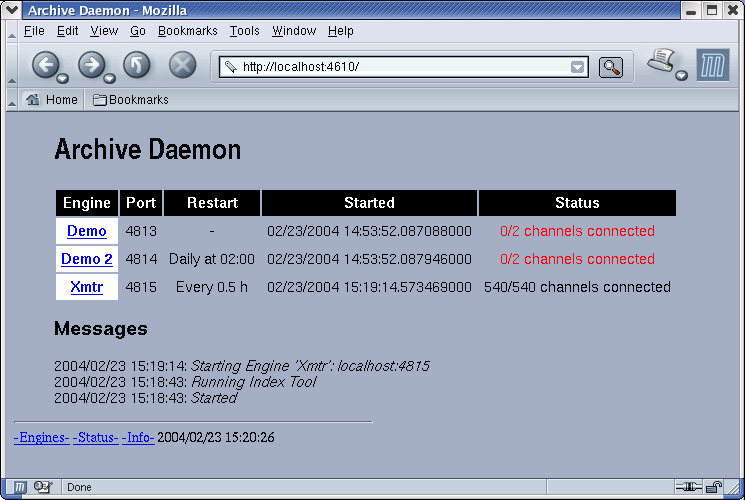 Archive Daemon - Mozilla
File Edit View Go Bookmarks Tools Window Help
http://localhost:4610/
Home Bookmarks
Archive Daemon
Engine Port Restart Started Status
Demo 4813 - 02/23/2004 14:53:52.087088000 0/2 channels connected
Demo 2 4814 Daily at 02:00 02/23/2004 14:53:52.087946000 0/2 channels connected
Xmtr 4815 Every 0.5 h 02/23/2004 15:19:14.573469000 540/540 channels connected
Messages
2004/02/23 15:19:14: Starting Engine 'Xmtr': localhost:4815
2004/02/23 15:18:43: Running Index Tool
2004/02/23 15:18:43: Started
-Engines- -Status- -Info- 2004/02/23 15:20:26
Done